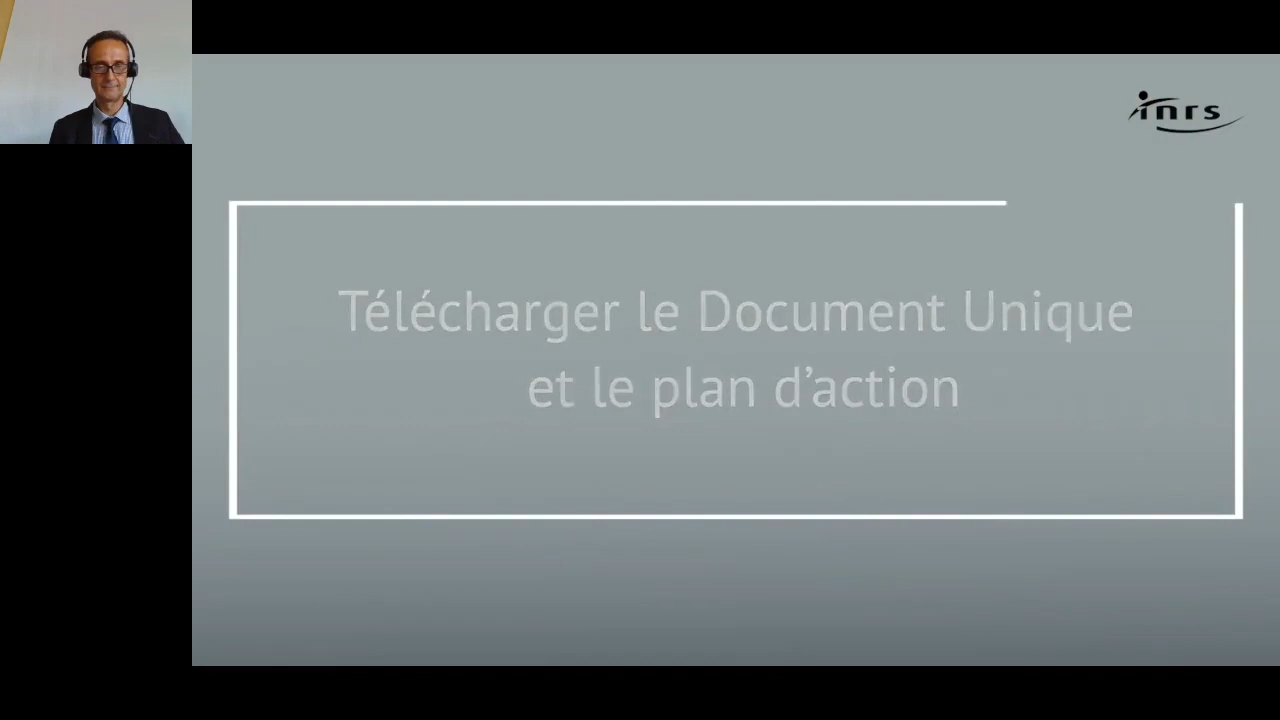 inrs
Télécharger le Document Unique
et le plan d’action